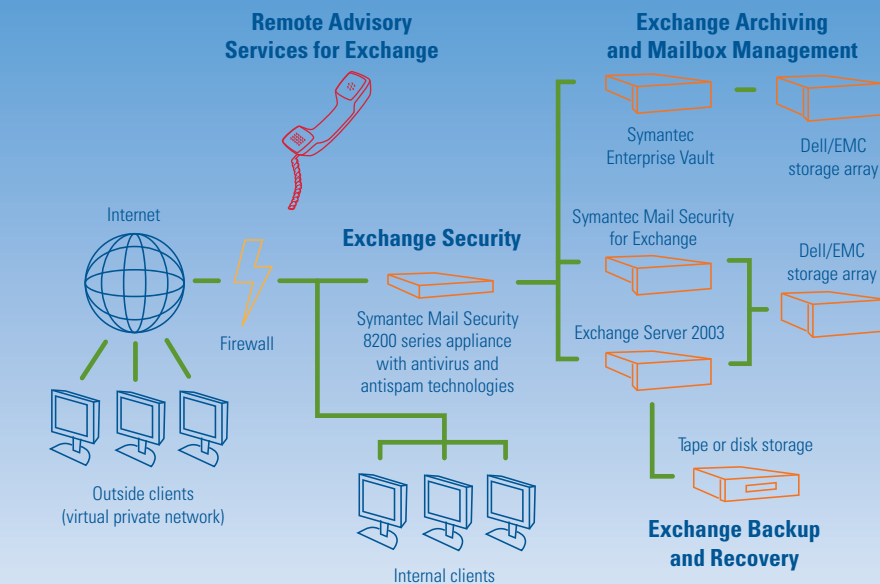 Remote Advisory
Services for Exchange
Exchange Archiving
and Mailbox Management
Symantec
Enterprise Vault
Dell/EMC
storage array
Internet
Firewall
Exchange Security
Symantec Mail Security
8200 series appliance
with antivirus and
antispam technologies
Symantec Mail Security
for Exchange
Dell/EMC
storage array
Exchange Server 2003
Outside clients
(virtual private network)
Internal clients
Tape or disk storage
Exchange Backup
and Recovery